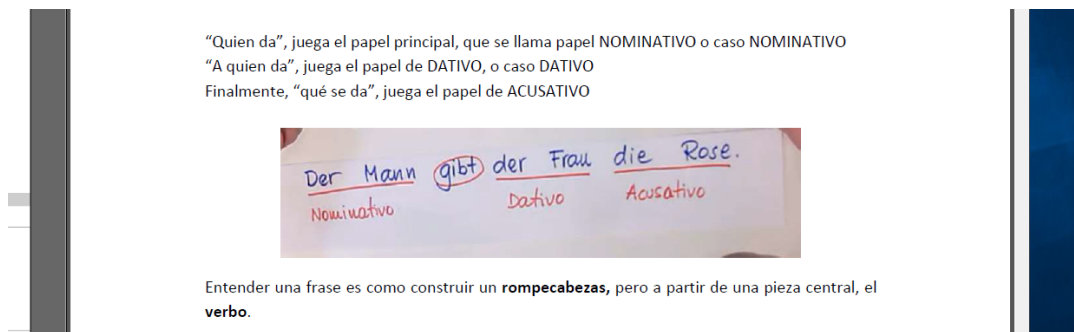 “Quien da”, juega el papel principal, que se llama papel NOMINATIVO o caso NOMINATIVO
“A quien da”, juega el papel de DATIVO, o caso DATIVO
Finalmente, “qué se da”, juega el papel de ACUSATIVO
Der Mann gibt der Frau die Rose.
Nominativo Dativo Acusativo
Entender una frase es como construir un rompecabezas, pero a partir de una pieza central, el
verbo.